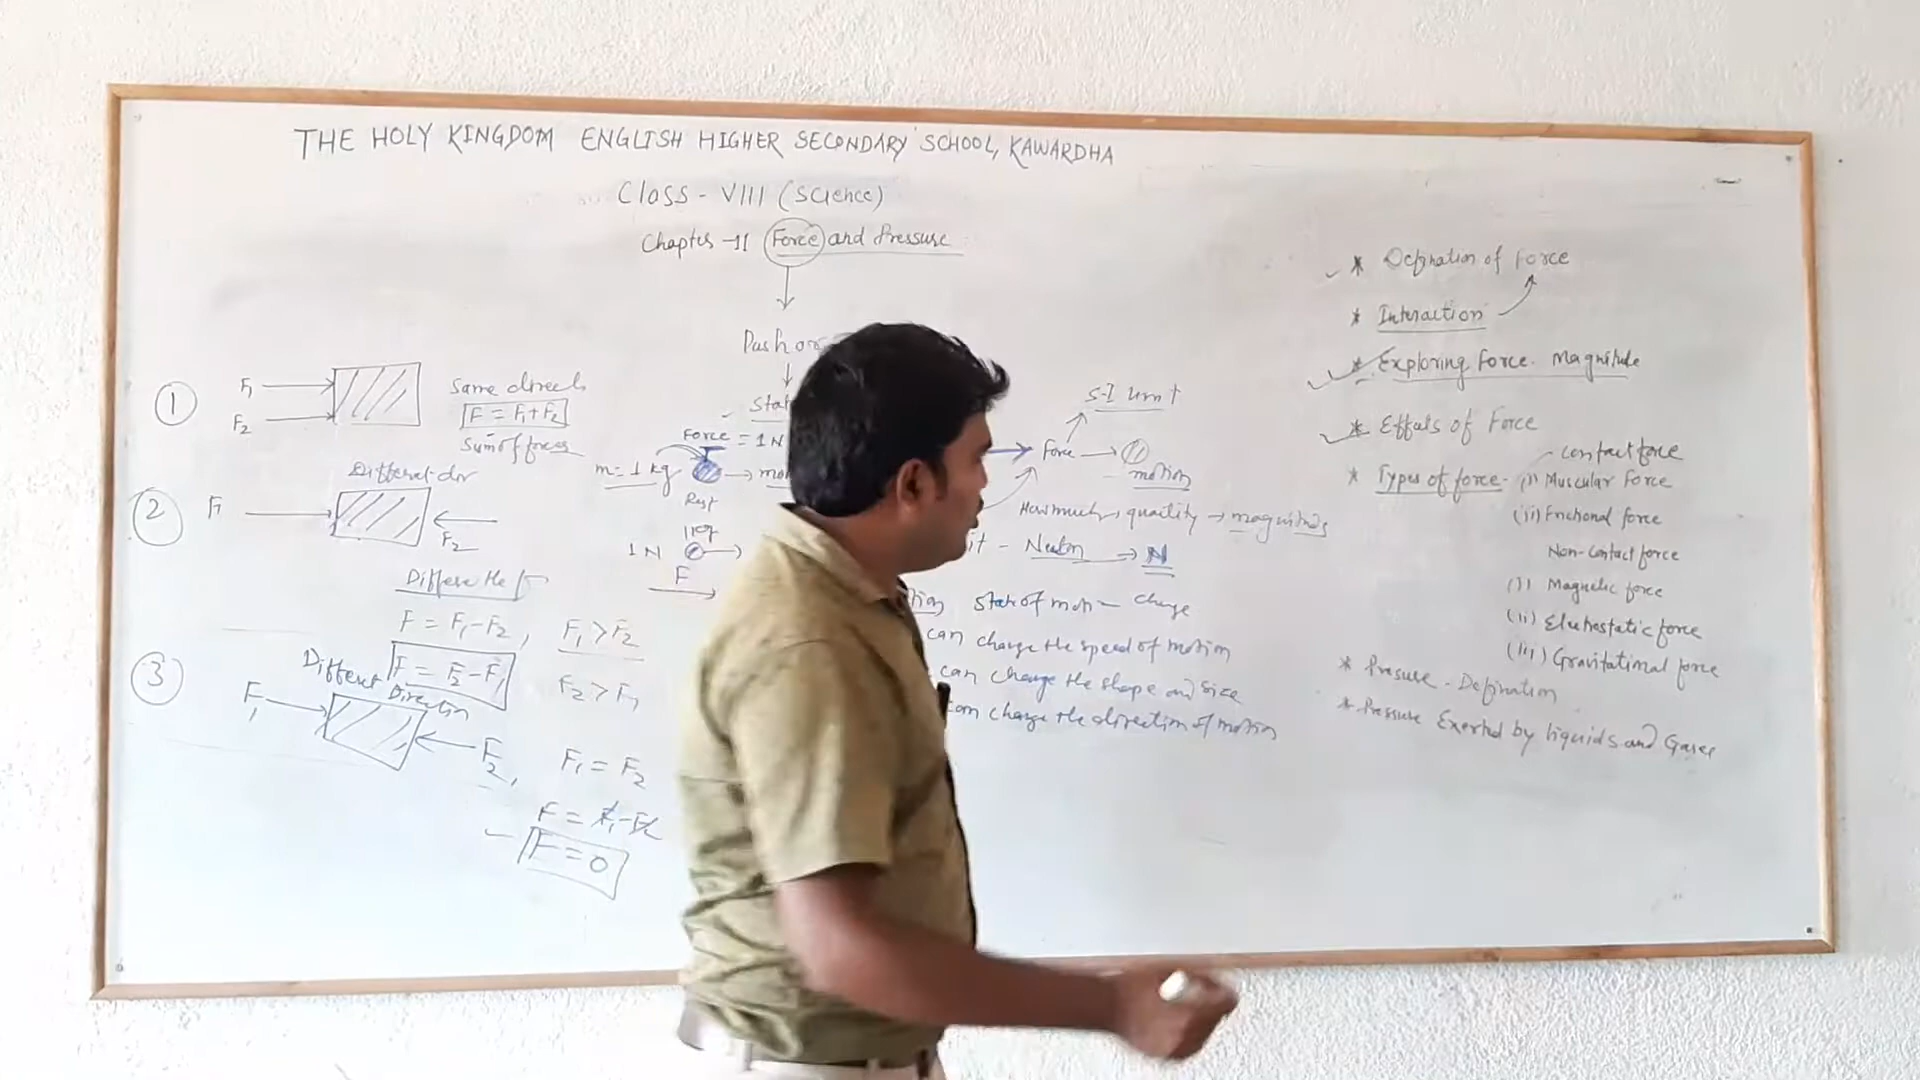 THE HOLY KINGDOM ENGLISH HIGHER SECONDARY SCHOOL, KAWARDHA
Class - VIII (Science)
Chapter - 11 Force and Pressure
Push or
Force = 1 N
m = 1 kg
Rest
1 N
F
①
F₁
F₂
Same
F = F₁+F₂
Sum of forces
②
F₁
Different dir
F₂
F = F₁-F₂, F₁ > F₂
F = F₂-F₁
F₂ > F₁
③
Different Direction
F₁
F₂,
F₁ = F₂
F = F₁-F₂
F = 0
S-I Unit
Force
motion
How much, quantity → magnitude
it - Newton → N
state of motion change
can change the speed of motion
can change the shape and size
can change the direction of motion
* Defination of Force
* Interaction
* Exploring Force - Magnitude
* Effects of Force
contact force
* Types of force - (i) Muscular Force
(ii) Frictional force
Non-contact force
(i) Magnetic force
(ii) Electrostatic force
(iii) Gravitational force
* Pressure - Defination
* Pressure Exerted by liquids and Gases